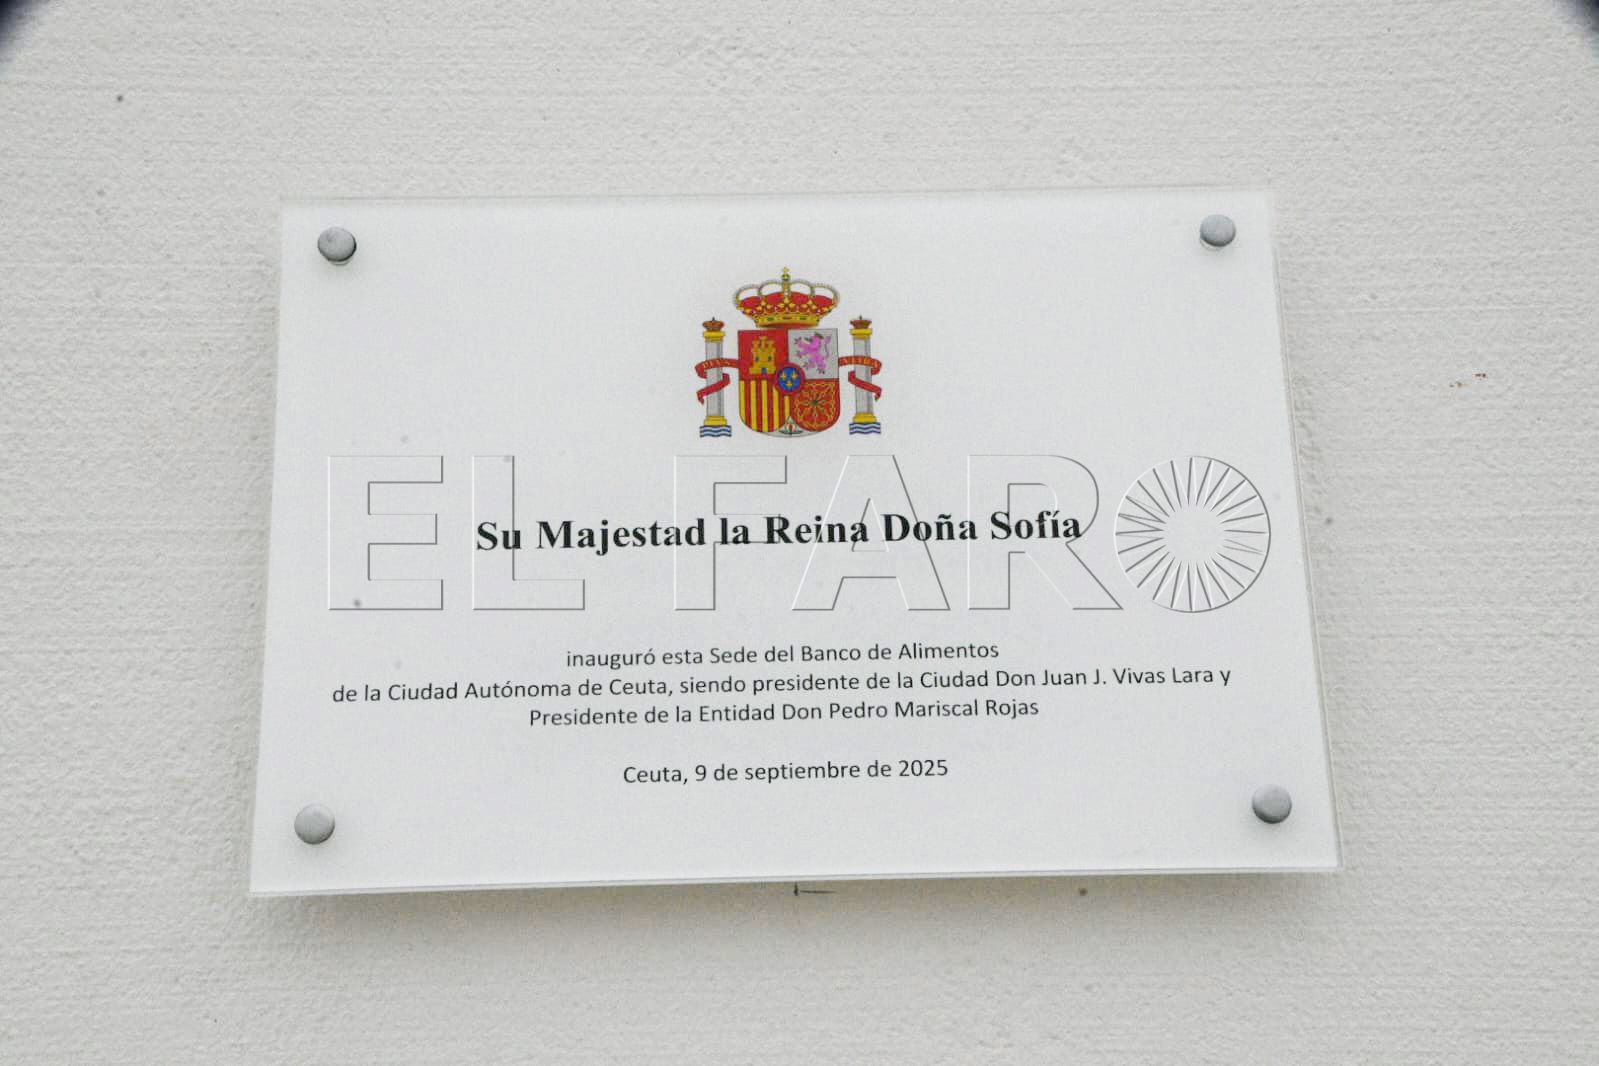 Su Majestad la Reina Doña Sofía
inauguró esta Sede del Banco de Alimentos
de la Ciudad Autónoma de Ceuta, siendo presidente de la Ciudad Don Juan J. Vivas Lara y
Presidente de la Entidad Don Pedro Mariscal Rojas
Ceuta, 9 de septiembre de 2025
EL FARO